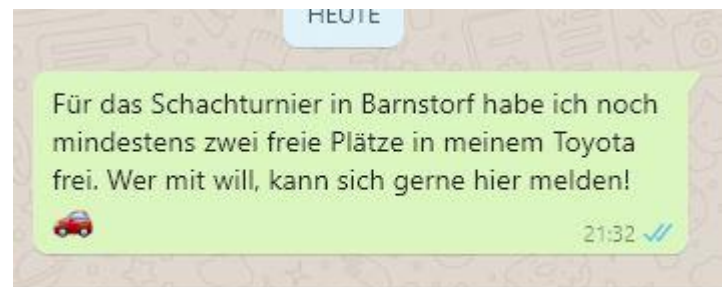 HEUTE
Für das Schachturnier in Barnstorf habe ich noch
mindestens zwei freie Plätze in meinem Toyota
frei. Wer mit will, kann sich gerne hier melden!
🚗
21:32